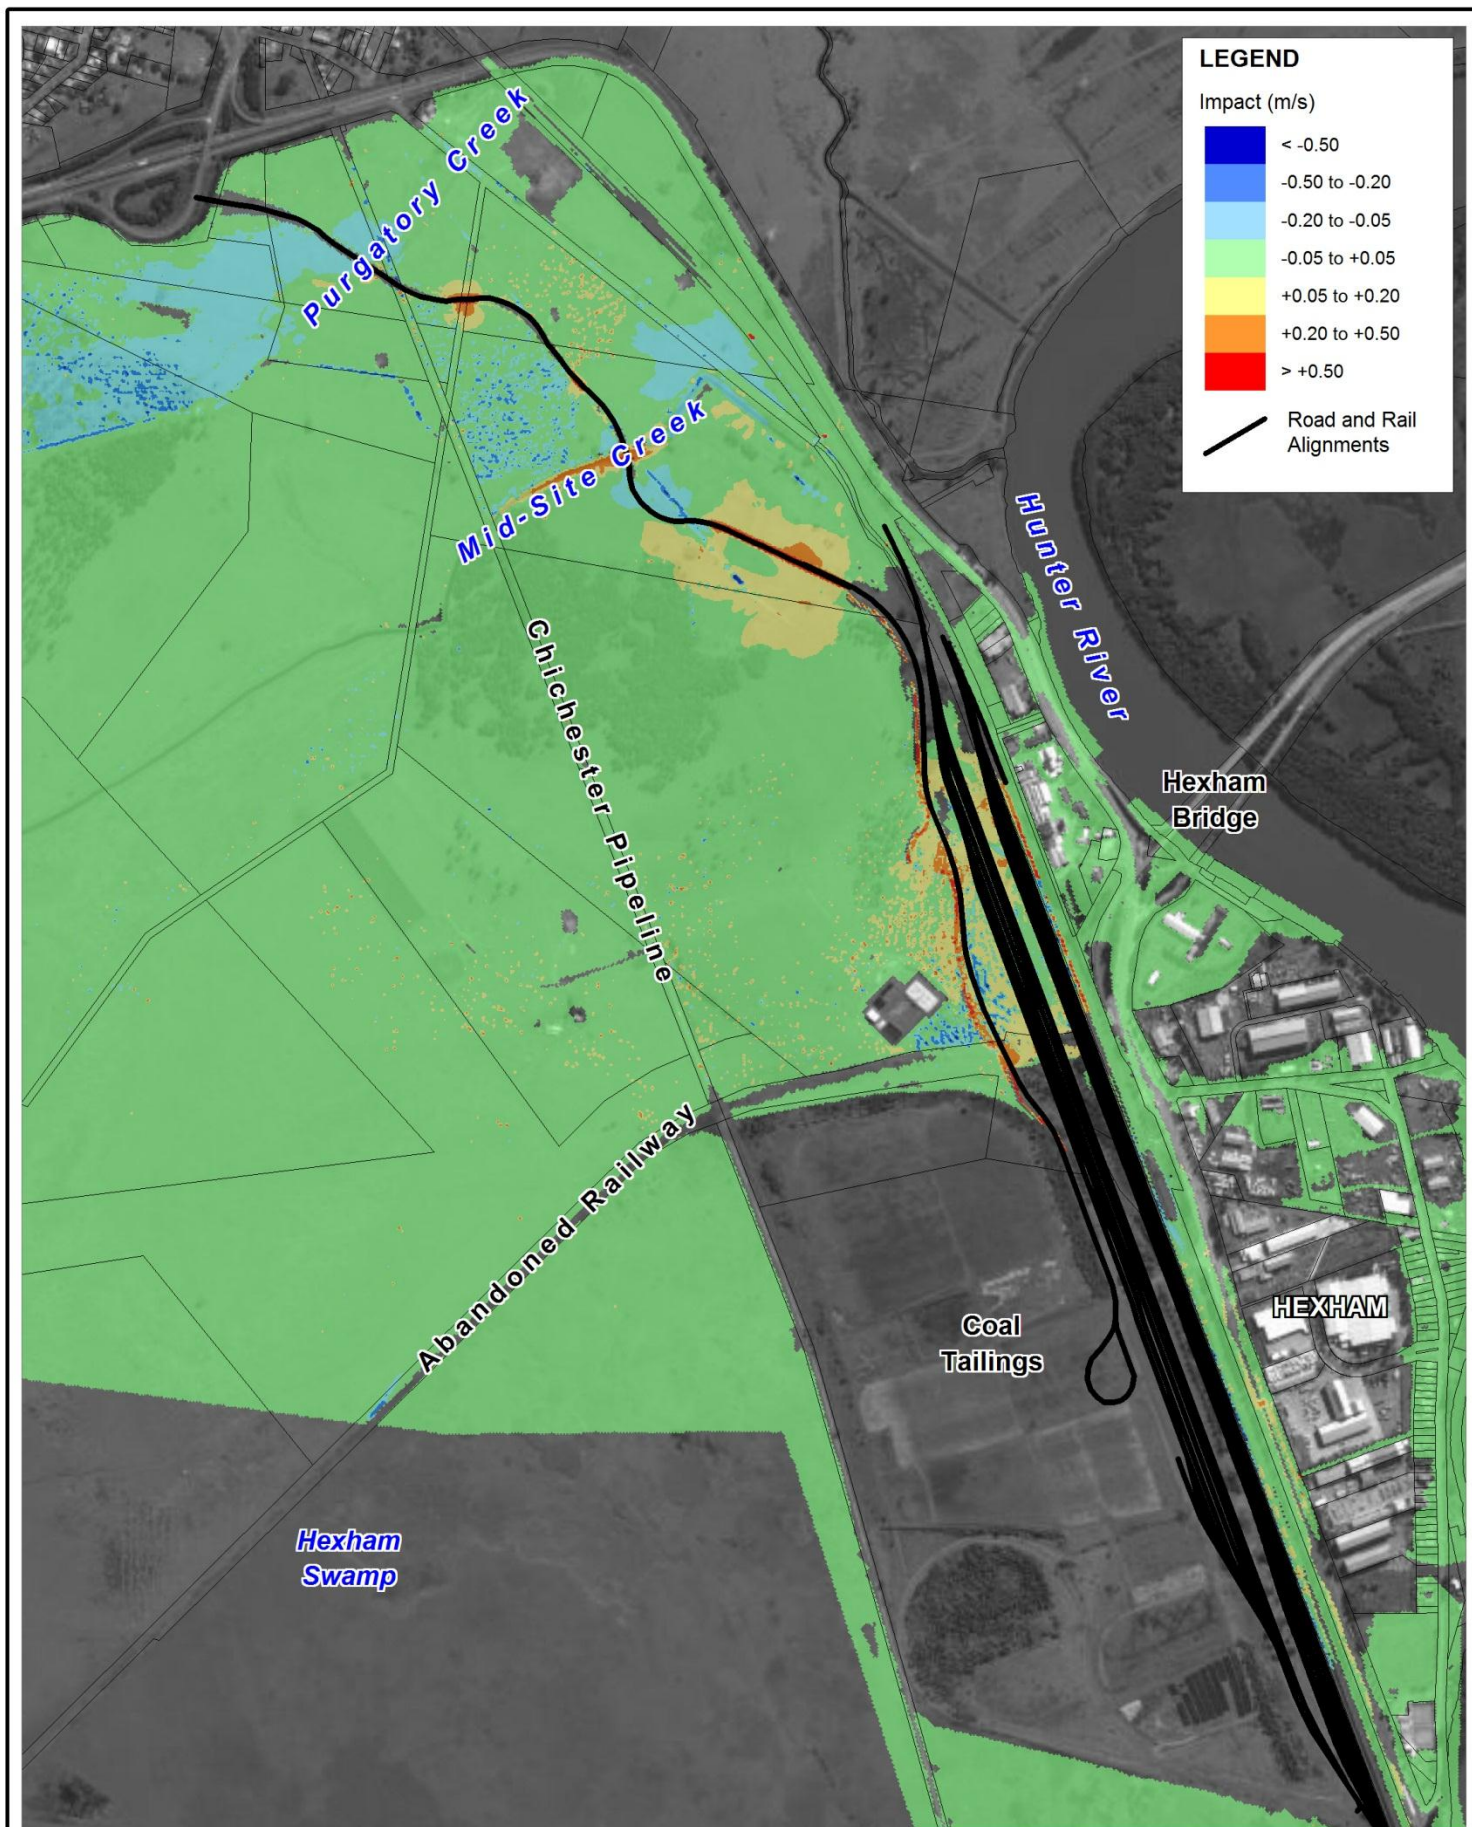 LEGEND
Impact (m/s)
< -0.50
-0.50 to -0.20
-0.20 to -0.05
-0.05 to +0.05
+0.05 to +0.20
+0.20 to +0.50
> +0.50
Road and Rail
Alignments
Purgatory Creek
Mid-Site Creek
Hunter River
Chichester Pipeline
Hexham
Bridge
Abandoned Railway
HEXHAM
Coal
Tailings
Hexham
Swamp